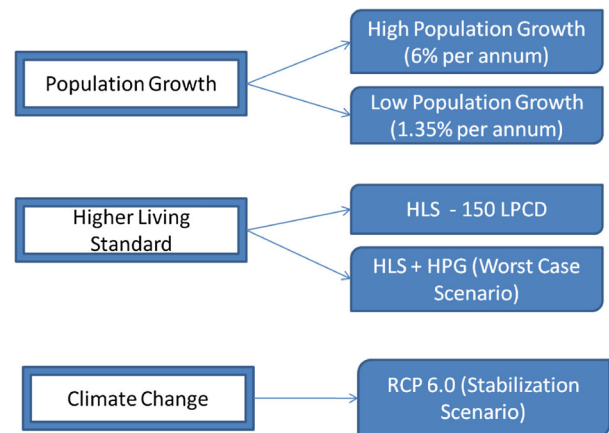 Population Growth
High Population Growth
(6% per annum)
Low Population Growth
(1.35% per annum)
Higher Living
Standard
HLS - 150 LPCD
HLS + HPG (Worst Case
Scenario)
Climate Change
RCP 6.0 (Stabilization
Scenario)